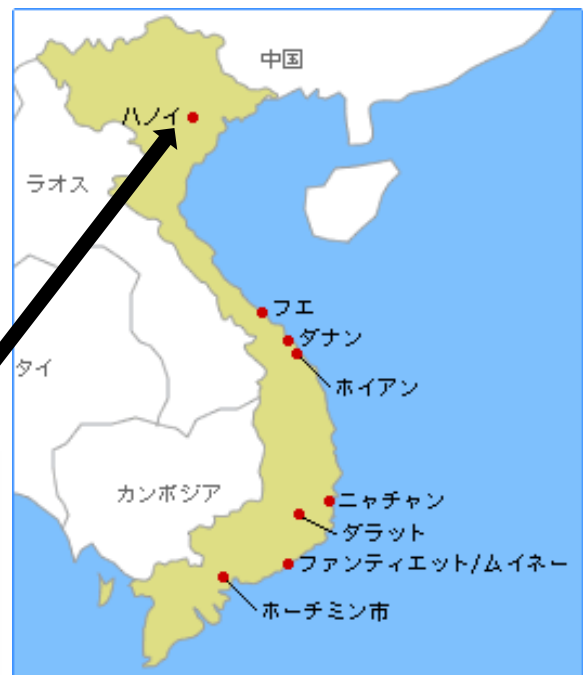 中国
ハノイ
ラオス
フエ
ダナン
タイ
ホイアン
カンボジア
ニャチャン
ダラット
ファンティエット/ムイネー
ホーチミン市